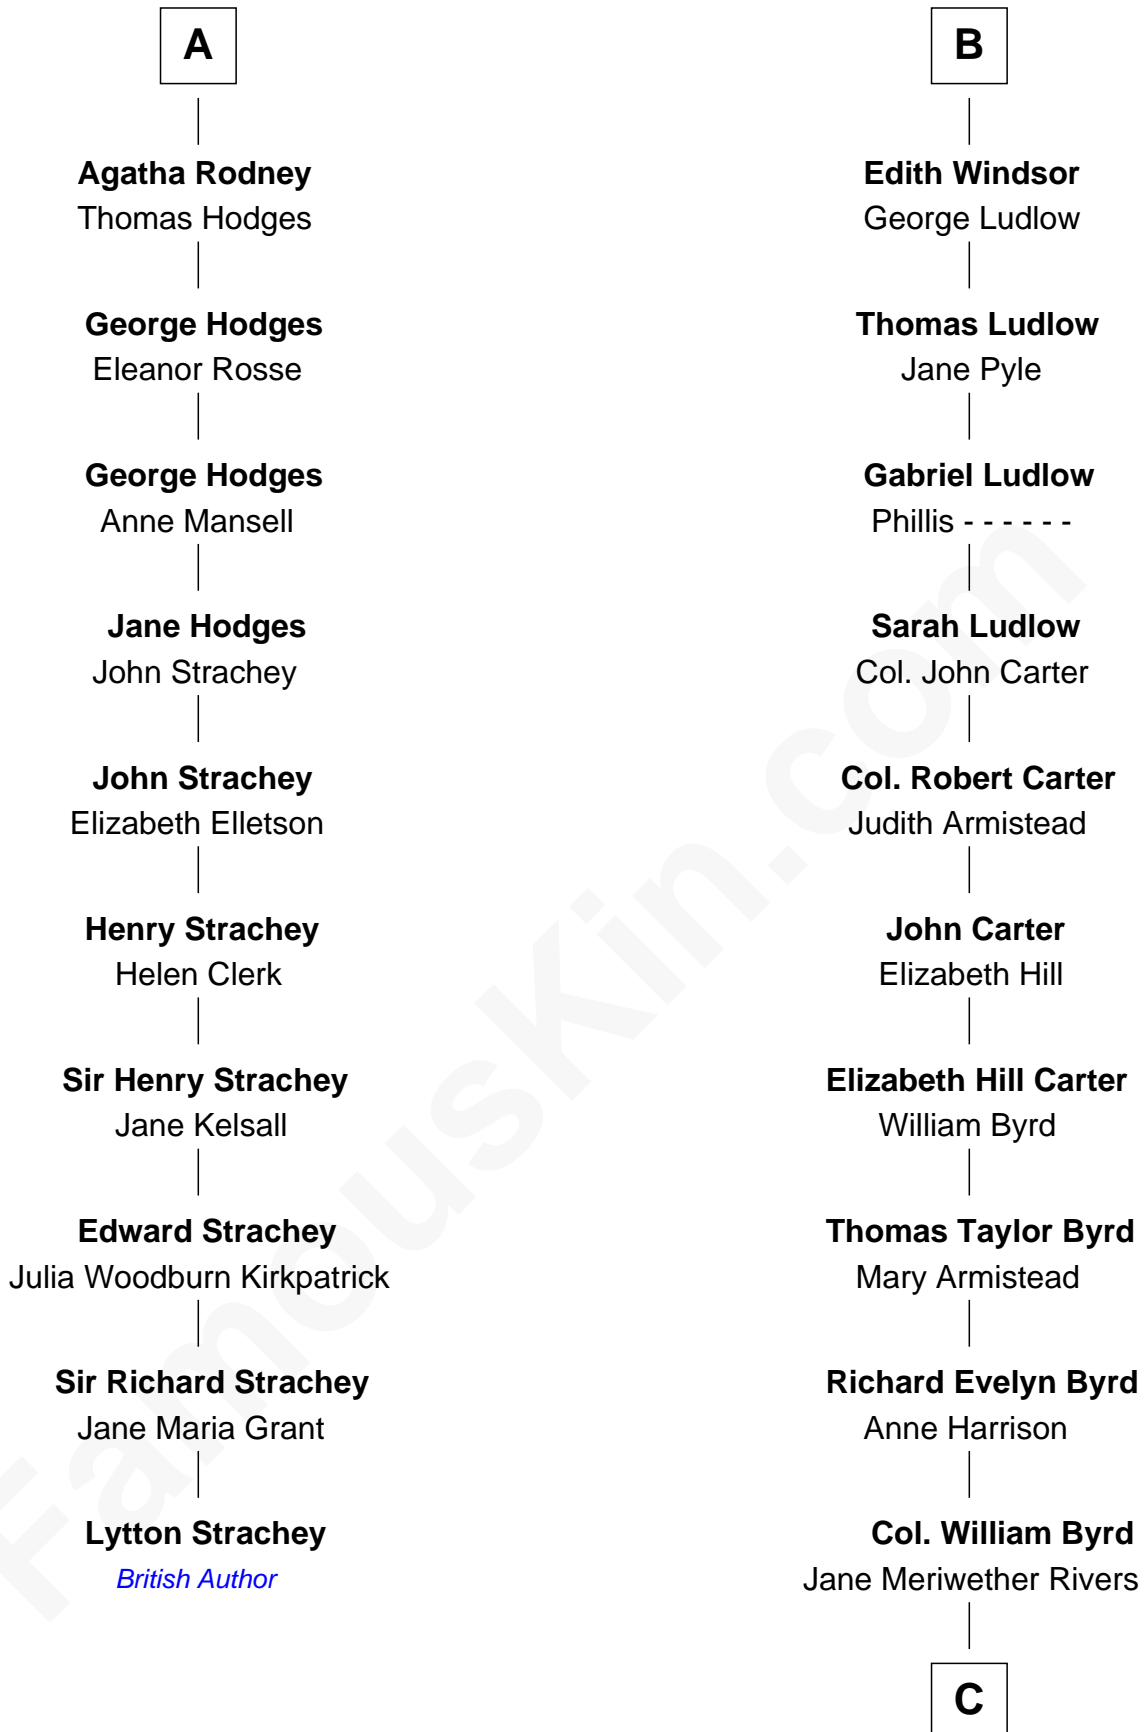 A
Agatha Rodney
Thomas Hodges
George Hodges
Eleanor Rosse
George Hodges
Anne Mansell
Jane Hodges
John Strachey
John Strachey
Elizabeth Elletson
Henry Strachey
Helen Clerk
Sir Henry Strachey
Jane Kelsall
Edward Strachey
Julia Woodburn Kirkpatrick
Sir Richard Strachey
Jane Maria Grant
Lytton Strachey
British Author
B
Edith Windsor
George Ludlow
Thomas Ludlow
Jane Pyle
Gabriel Ludlow
Phillis - - - - - -
Sarah Ludlow
Col. John Carter
Col. Robert Carter
Judith Armistead
John Carter
Elizabeth Hill
Elizabeth Hill Carter
William Byrd
Thomas Taylor Byrd
Mary Armistead
Richard Evelyn Byrd
Anne Harrison
Col. William Byrd
Jane Meriwether Rivers
C
FamousKin.com